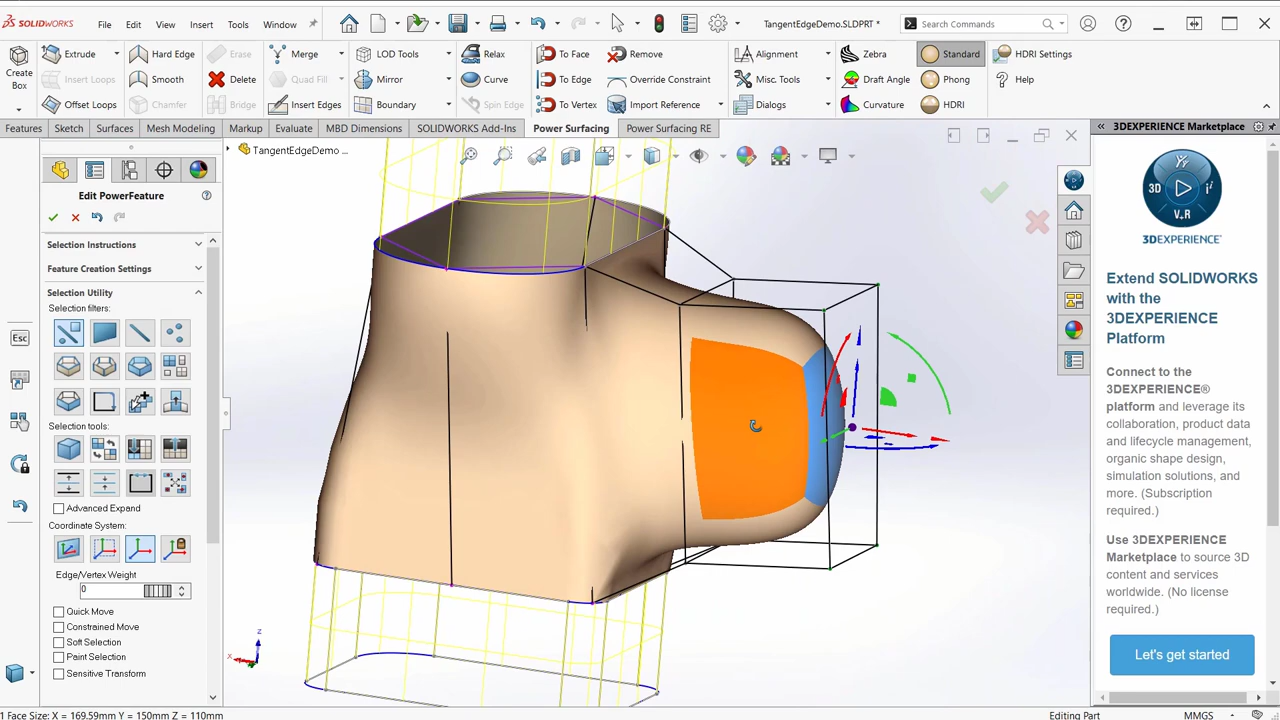 SOLIDWORKS
File
Edit
View
Insert
Tools
Window
TangentEdgeDemo.SLDPRT *
Search Commands
Create
Box
Extrude
Insert Loops
Offset Loops
Hard Edge
Smooth
Chamfer
Erase
Delete
Bridge
Merge
Quad Fill
Insert Edges
LOD Tools
Mirror
Boundary
Relax
Curve
Spin Edge
To Face
To Edge
To Vertex
Remove
Override Constraint
Import Reference
Alignment
Misc. Tools
Dialogs
Zebra
Draft Angle
Curvature
Standard
Phong
HDRI
HDRI Settings
Help
Features
Sketch
Surfaces
Mesh Modeling
Markup
Evaluate
MBD Dimensions
SOLIDWORKS Add-Ins
Power Surfacing
Power Surfacing RE
Esc
Edit PowerFeature
Selection Instructions
Feature Creation Settings
Selection Utility
Selection filters:
Selection tools:
Advanced Expand
Coordinate System:
Edge/Vertex Weight
0
Quick Move
Constrained Move
Soft Selection
Paint Selection
Sensitive Transform
TangentEdgeDemo ...
z
x
3DEXPERIENCE Marketplace
3D
V.R
3DEXPERIENCE
Extend SOLIDWORKS
with the
3DEXPERIENCE
Platform
Connect to the
3DEXPERIENCE®
platform and leverage its
collaboration, product data
and lifecycle management,
organic shape design,
simulation solutions, and
more. (Subscription
required.)
Use 3DEXPERIENCE
Marketplace to source 3D
content and services
worldwide. (No license
required.)
Let's get started
1 Face Size: X = 169.59mm Y = 150mm Z = 110mm
Editing Part
MMGS